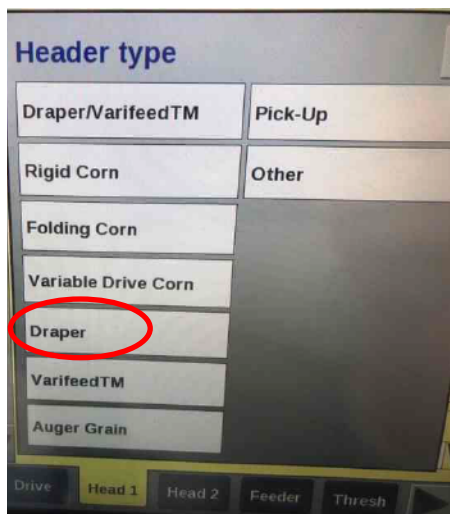 Header type
Draper/VarifeedTM
Pick-Up
Rigid Corn
Other
Folding Corn
Variable Drive Corn
Draper
VarifeedTM
Auger Grain
Drive
Head 1
Head 2
Feeder
Thresh